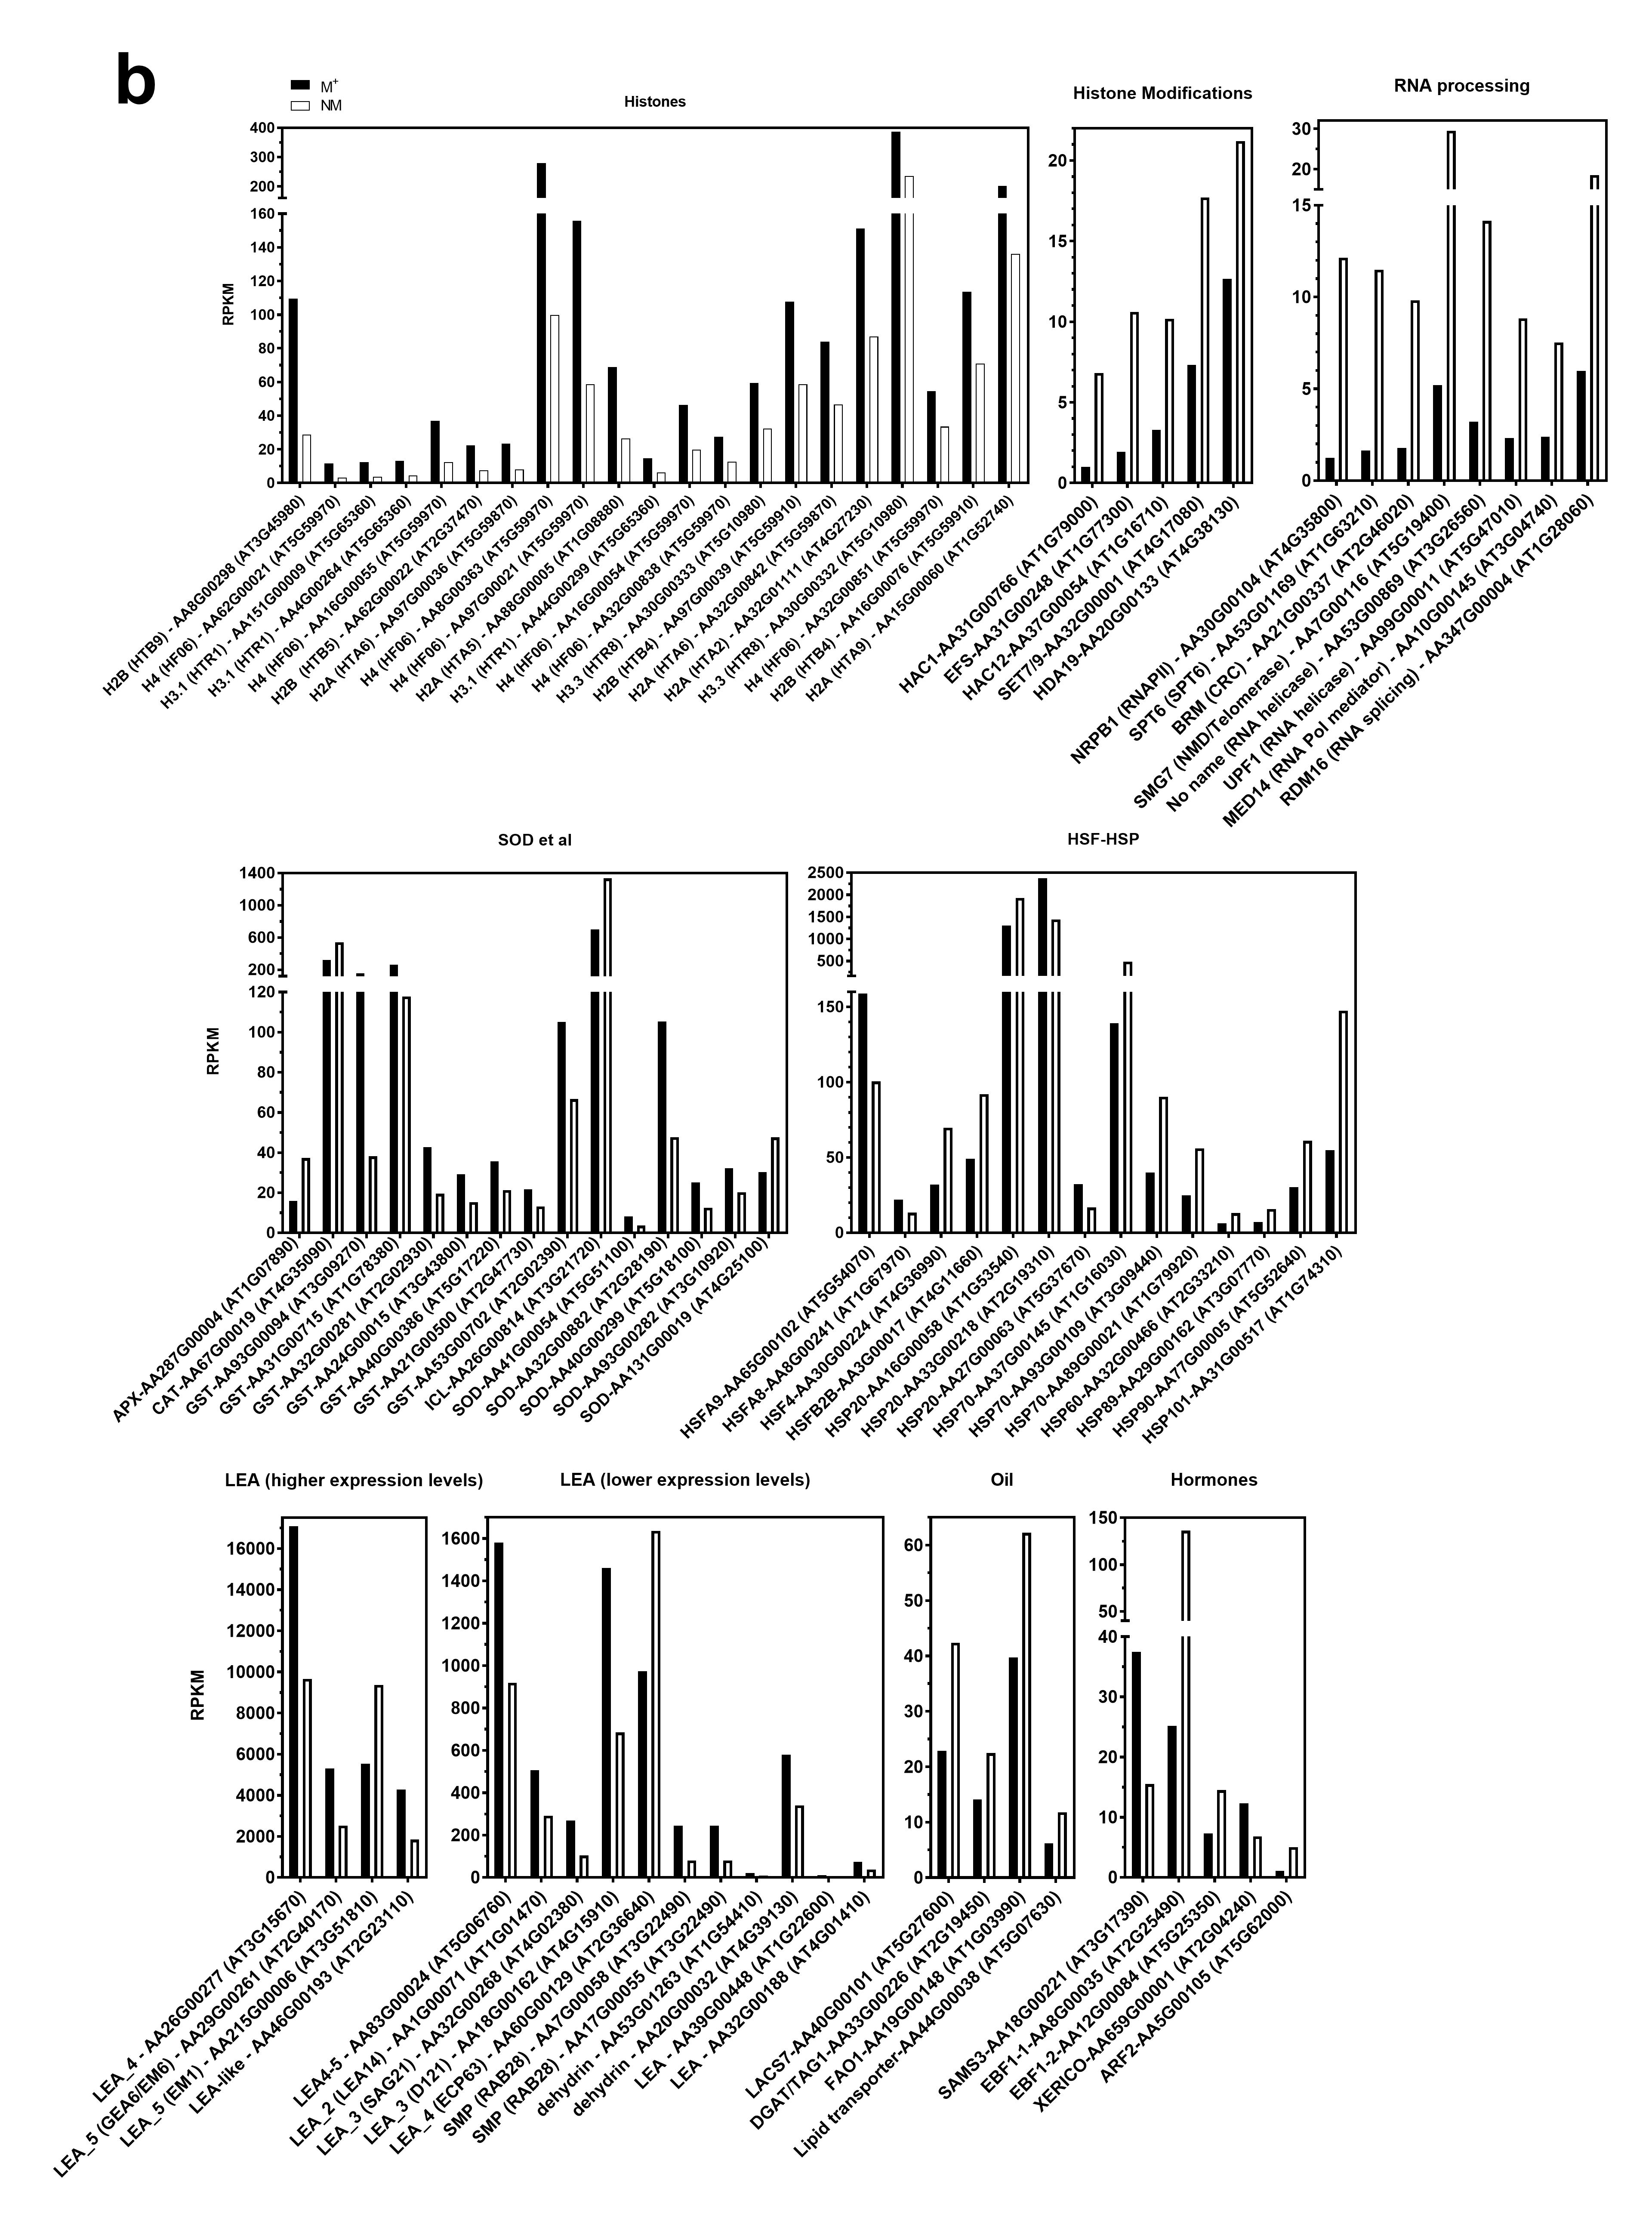 b
M+
NM
Histones
Histone Modifications
RNA processing
RPKM
400
300
200
160
140
120
100
80
60
40
20
0
H2B (HTB9) - AA8G00298 (AT3G45980)
H4 (HF06) - AA62G00021 (AT5G59970)
H3.1 (HTR1) - AA151G00009 (AT5G65360)
H3.1 (HTR1) - AA4G00264 (AT5G65360)
H4 (HF06) - AA16G00055 (AT5G59970)
H2B (HTB5) - AA62G00022 (AT2G37470)
H2A (HTA6) - AA97G00036 (AT5G59870)
H4 (HF06) - AA8G00363 (AT5G59970)
H4 (HF06) - AA97G00021 (AT5G59970)
H2A (HTA5) - AA88G00005 (AT1G08880)
H3.1 (HTR1) - AA44G00299 (AT5G65360)
H4 (HF06) - AA16G00054 (AT5G59970)
H4 (HF06) - AA32G00838 (AT5G59970)
H3.3 (HTR8) - AA30G00333 (AT5G10980)
H2B (HTB4) - AA97G00039 (AT5G59910)
H2A (HTA6) - AA32G00842 (AT5G59870)
H2A (HTA2) - AA32G01111 (AT4G27230)
H3.3 (HTR8) - AA30G00332 (AT5G10980)
H4 (HF06) - AA32G00851 (AT5G59970)
H2B (HTB4) - AA16G00076 (AT5G59910)
H2A (HTA9) - AA15G00060 (AT1G52740)
20
15
10
5
0
HAC1-AA31G00766 (AT1G79000)
EFS-AA31G00248 (AT1G77300)
HAC12-AA37G00054 (AT1G16710)
SET7/9-AA32G00001 (AT4G17080)
HDA19-AA20G00133 (AT4G38130)
30
20
15
10
5
0
NRPB1 (RNAPII) - AA30G00104 (AT4G35800)
SPT6 (SPT6) - AA53G01169 (AT1G63210)
BRM (CRC) - AA21G00337 (AT2G46020)
SMG7 (NMD/Telomerase) - AA7G00116 (AT5G19400)
No name (RNA helicase) - AA53G00869 (AT3G26560)
UPF1 (RNA helicase) - AA99G00011 (AT5G47010)
MED14 (RNA Pol mediator) - AA10G00145 (AT3G04740)
RDM16 (RNA splicing) - AA347G00004 (AT1G28060)
SOD et al
HSF-HSP
RPKM
1400
1000
600
200
120
100
80
60
40
20
0
APX-AA287G00004 (AT1G07890)
CAT-AA67G00019 (AT4G35090)
GST-AA93G00094 (AT3G09270)
GST-AA31G00715 (AT1G78380)
GST-AA32G00281 (AT2G02930)
GST-AA24G00015 (AT3G43800)
GST-AA40G00386 (AT5G17220)
GST-AA21G00500 (AT2G47730)
GST-AA53G00702 (AT2G02390)
ICL-AA26G00814 (AT3G21720)
SOD-AA41G00054 (AT5G51100)
SOD-AA32G00882 (AT2G28190)
SOD-AA40G00299 (AT5G18100)
SOD-AA93G00282 (AT3G10920)
SOD-AA131G00019 (AT4G25100)
2500
2000
1500
1000
500
150
100
50
0
HSFA9-AA65G00102 (AT5G54070)
HSFA8-AA8G00241 (AT1G67970)
HSF4-AA30G00224 (AT4G36990)
HSFB2B-AA3G00017 (AT4G11660)
HSP20-AA16G00058 (AT1G53540)
HSP20-AA33G00218 (AT2G19310)
HSP20-AA27G00063 (AT5G37670)
HSP70-AA37G00145 (AT1G16030)
HSP70-AA93G00109 (AT3G09440)
HSP70-AA89G00021 (AT1G79920)
HSP60-AA32G00466 (AT2G33210)
HSP89-AA29G00162 (AT3G07770)
HSP90-AA77G00005 (AT5G52640)
HSP101-AA31G00517 (AT1G74310)
LEA (higher expression levels)
LEA (lower expression levels)
Oil
Hormones
RPKM
16000
14000
12000
10000
8000
6000
4000
2000
0
LEA_4 - AA26G00277 (AT3G15670)
LEA_5 (GEA6/EM6) - AA29G00261 (AT2G40170)
LEA_5 (EM1) - AA215G00006 (AT3G51810)
LEA-like - AA46G00193 (AT2G23110)
1600
1400
1200
1000
800
600
400
200
0
LEA4-5 - AA83G00024 (AT5G06760)
LEA_2 (LEA14) - AA1G00071 (AT1G01470)
LEA_3 (SAG21) - AA32G00268 (AT4G02380)
LEA_3 (D121) - AA18G00162 (AT4G15910)
LEA_4 (ECP63) - AA60G00129 (AT2G36640)
SMP (RAB28) - AA7G00058 (AT3G22490)
SMP (RAB28) - AA17G00055 (AT3G22490)
dehydrin - AA53G01263 (AT1G54410)
dehydrin - AA20G00032 (AT4G39130)
LEA - AA39G00448 (AT1G22600)
LEA - AA32G00188 (AT4G01410)
60
50
40
30
20
10
0
LACS7-AA40G00101 (AT5G27600)
DGAT/TAG1-AA33G00226 (AT2G19450)
FAO1-AA19G00148 (AT1G03990)
Lipid transporter-AA44G00038 (AT5G07630)
150
100
50
40
30
20
10
0
SAMS3-AA18G00221 (AT3G17390)
EBF1-1-AA8G00035 (AT2G25490)
EBF1-2-AA12G00084 (AT5G25350)
XERICO-AA659G00001 (AT2G04240)
ARF2-AA5G00105 (AT5G62000)